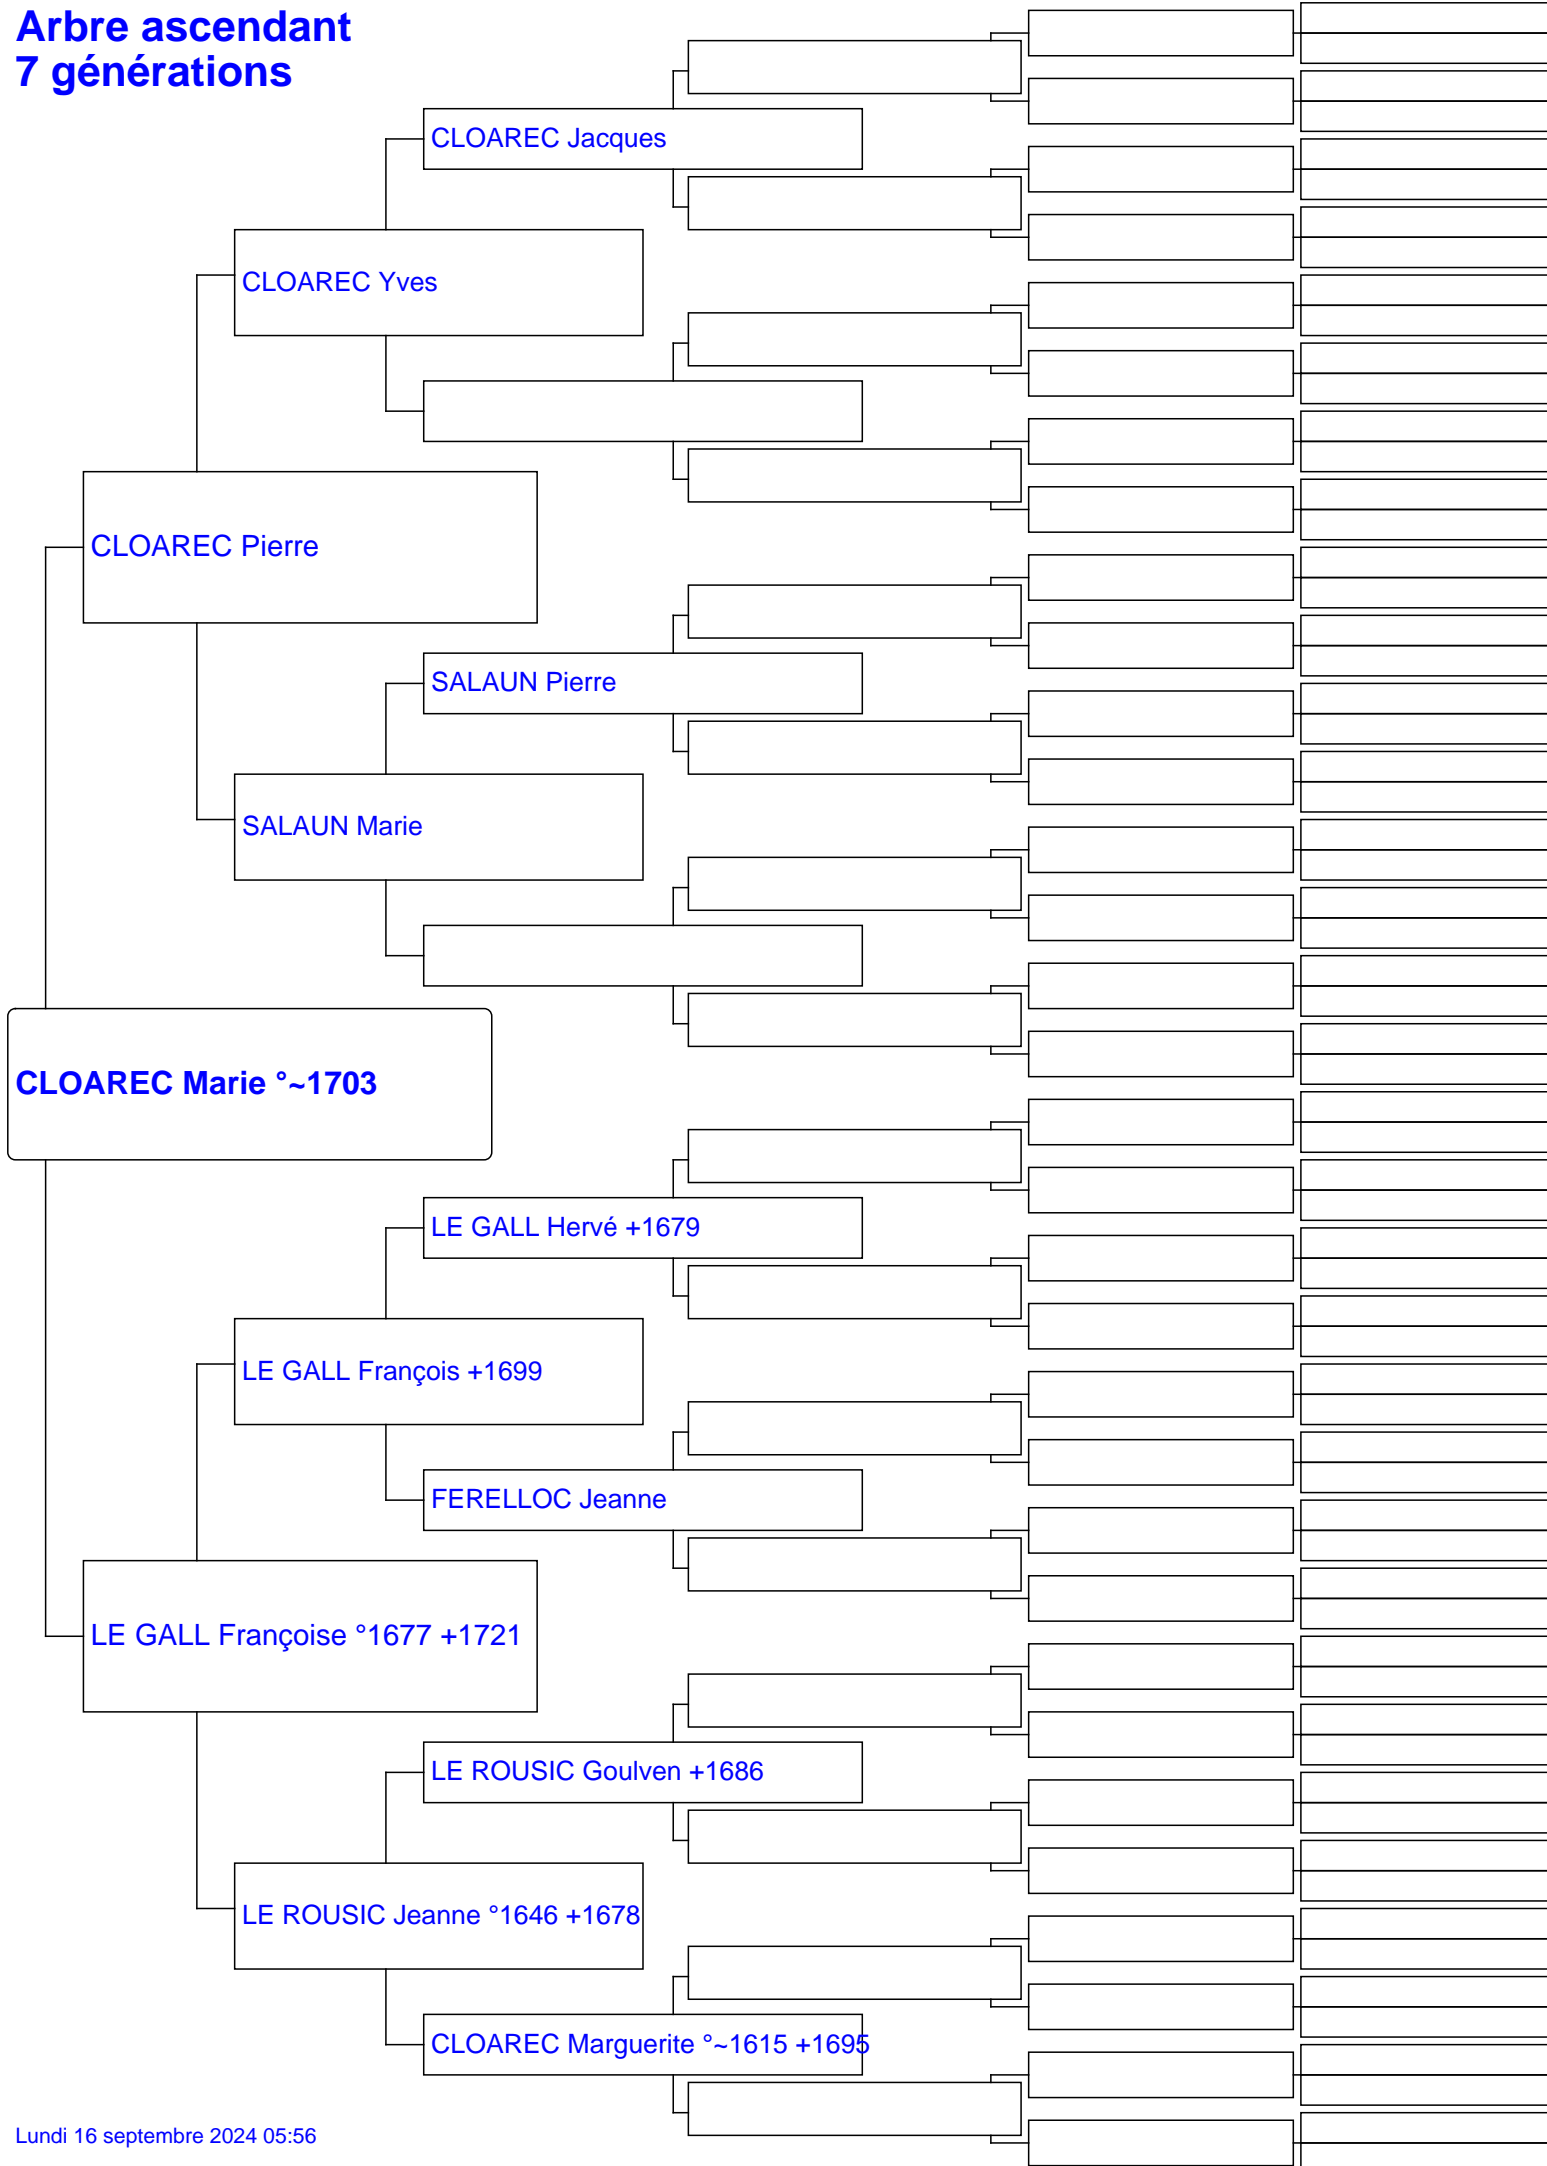 Arbre ascendant
7 générations
CLOAREC Jacques
CLOAREC Yves
CLOAREC Pierre
SALAUN Pierre
SALAUN Marie
CLOAREC Marie °~1703
LE GALL Hervé +1679
LE GALL François +1699
FERELLOC Jeanne
LE GALL Françoise °1677 +1721
LE ROUSIC Goulven +1686
LE ROUSIC Jeanne °1646 +1678
CLOAREC Marguerite °~1615 +1695
Lundi 16 septembre 2024 05:56